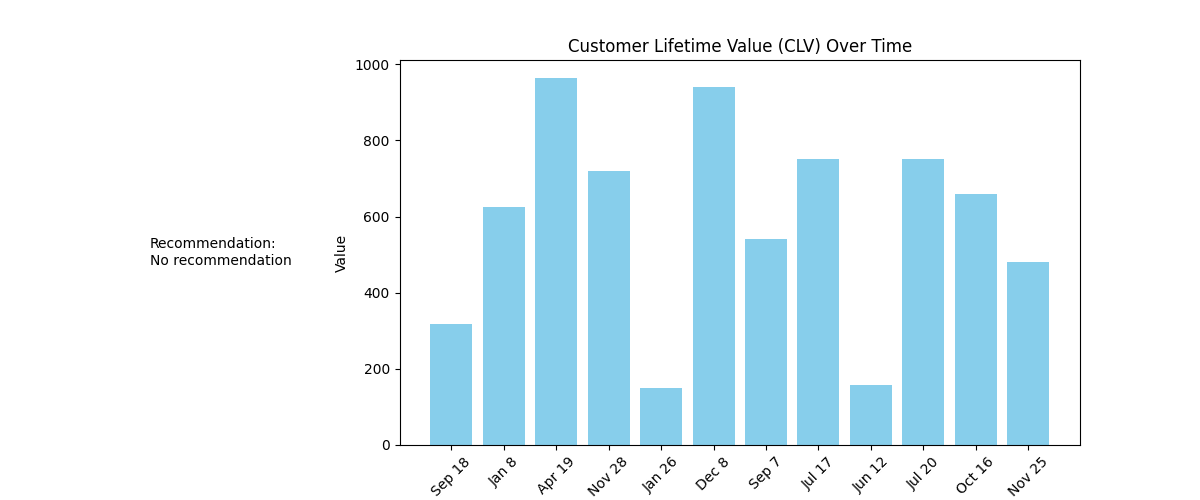 Customer Lifetime Value (CLV) Over Time
1000
800
600
400
200
0
Value
Recommendation:
No recommendation
Sep 18
Jan 8
Apr 19
Nov 28
Jan 26
Dec 8
Sep 7
Jul 17
Jun 12
Jul 20
Oct 16
Nov 25